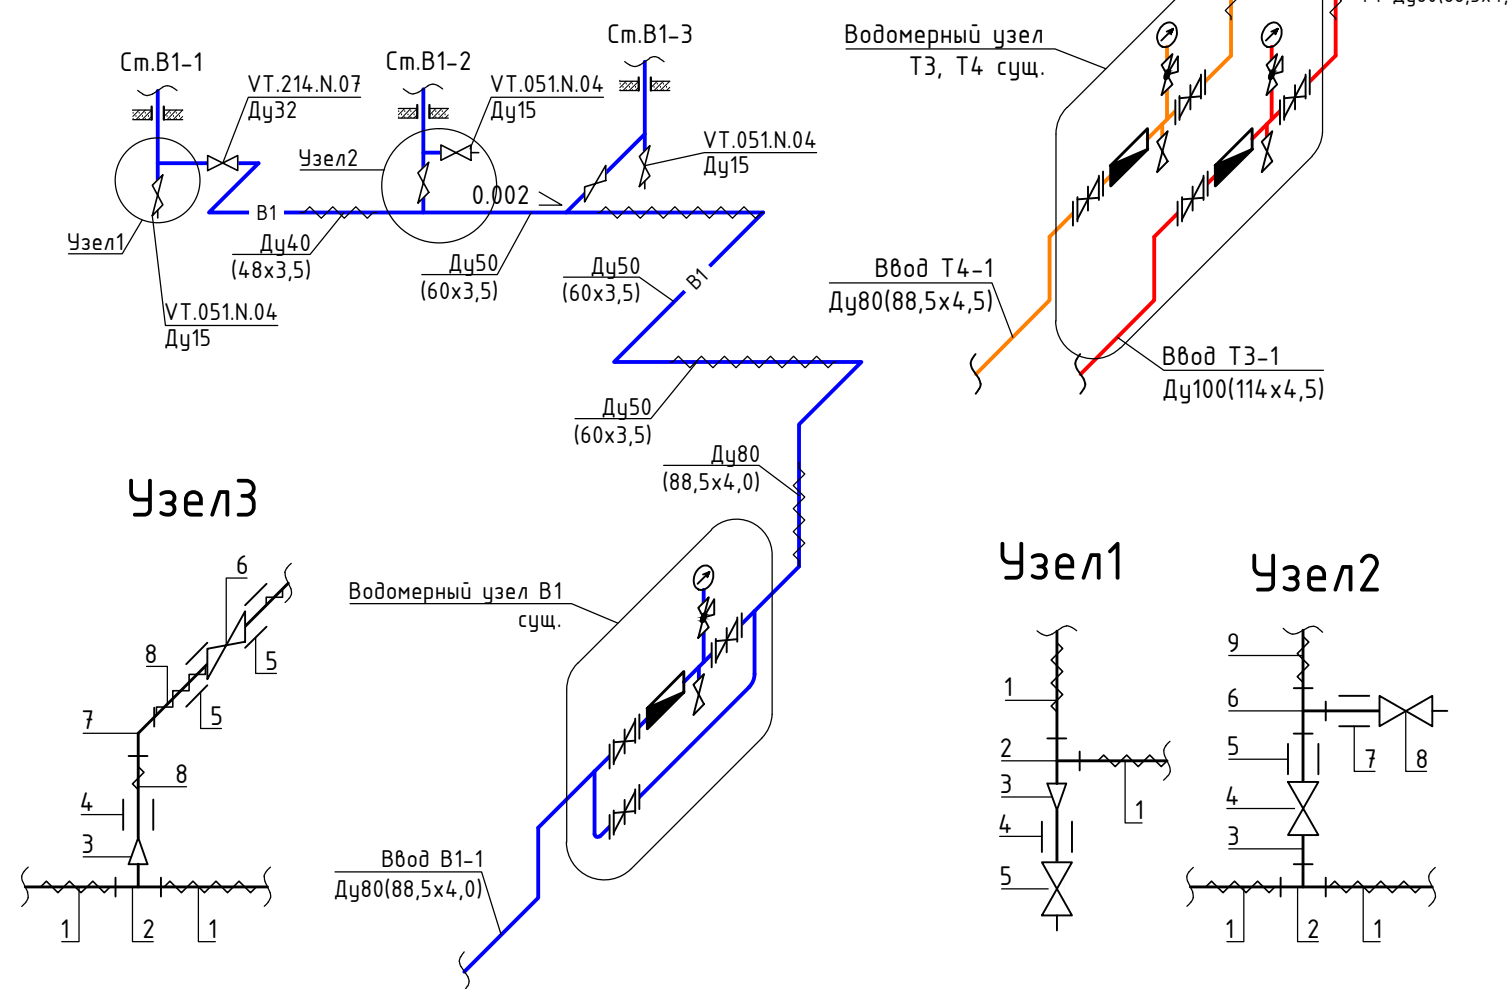 Ст.В1-1
VT.214.N.07
Ду32
Ст.В1-2
VT.051.N.04
Ду15
Ст.В1-3
VT.051.N.04
Ду15
Узел2
0.002
В1
Узел1
Ду40
(48х3,5)
Ду50
(60х3,5)
Ду50
(60х3,5)
В1
VT.051.N.04
Ду15
Ду50
(60х3,5)
Ду80
(88,5х4,0)
Водомерный узел
Т3, Т4 сущ.
Ввод Т4-1
Ду80(88,5х4,5)
Ввод Т3-1
Ду100(114х4,5)
Узел3
6
8
5
5
7
8
4
3
1
2
1
Водомерный узел В1
сущ.
Ввод В1-1
Ду80(88,5х4,0)
Узел1
1
2
3
1
4
5
Узел2
9
6
5
7
8
4
3
1
2
1